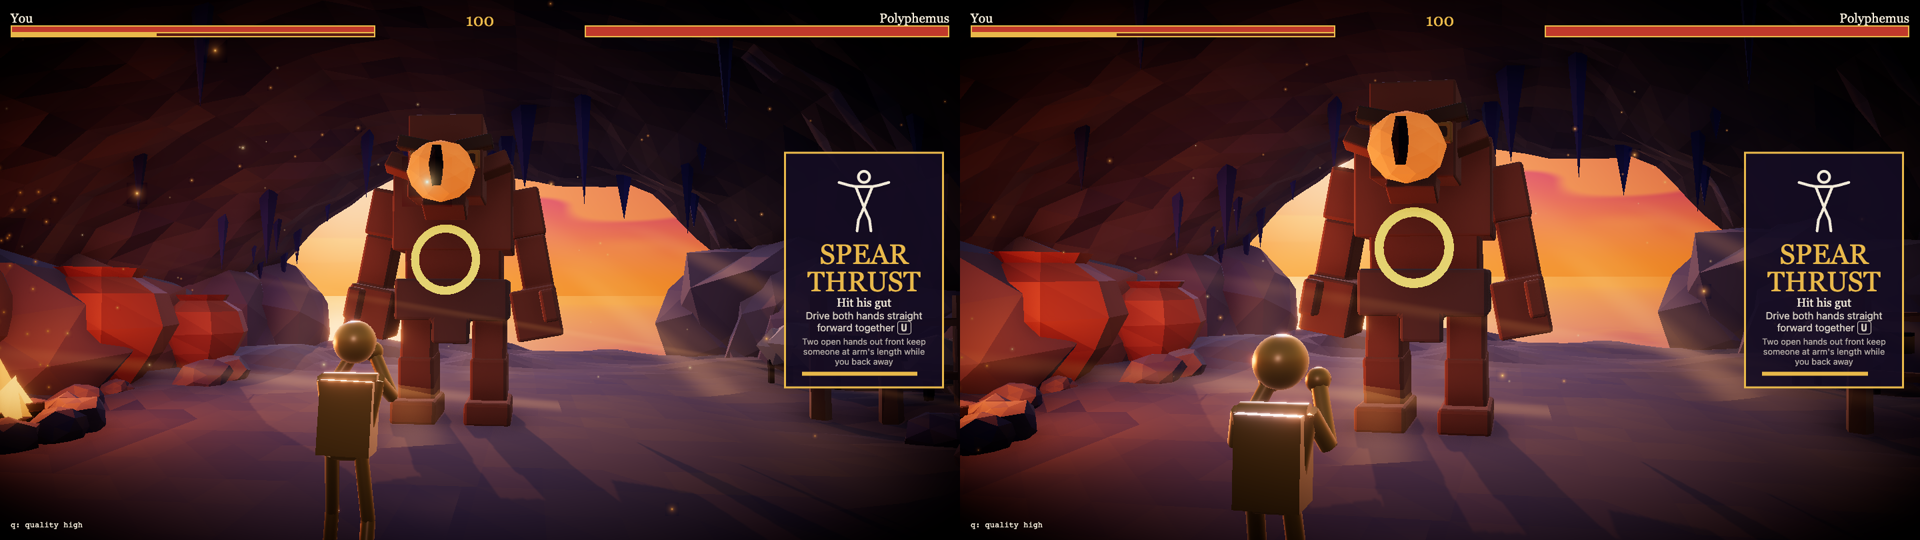 You
100
Polyphemus
SPEAR
THRUST
Hit his gut
Drive both hands straight
forward together U
Two open hands out front keep
someone at arm's length while
you back away
q: quality high
You
100
Polyphemus
SPEAR
THRUST
Hit his gut
Drive both hands straight
forward together U
Two open hands out front keep
someone at arm's length while
you back away
q: quality high